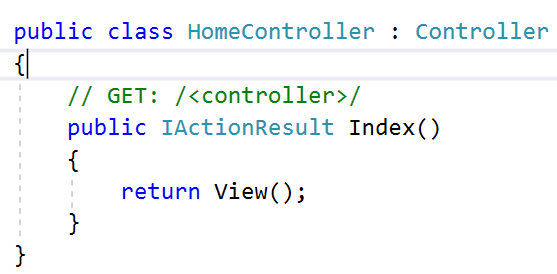 public class HomeController : Controller
{
    // GET: /<controller>/
    public IActionResult Index()
    {
        return View();
    }
}